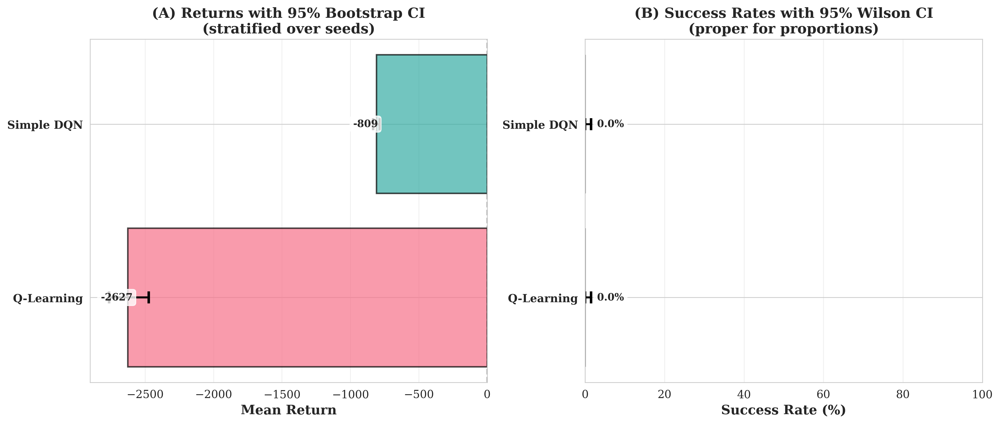 (A) Returns with 95% Bootstrap CI
(stratified over seeds)
Simple DQN
-809
Q-Learning
-2627
−2500 −2000 −1500 −1000 −500 0
Mean Return
(B) Success Rates with 95% Wilson CI
(proper for proportions)
Simple DQN
0.0%
Q-Learning
0.0%
0 20 40 60 80 100
Success Rate (%)